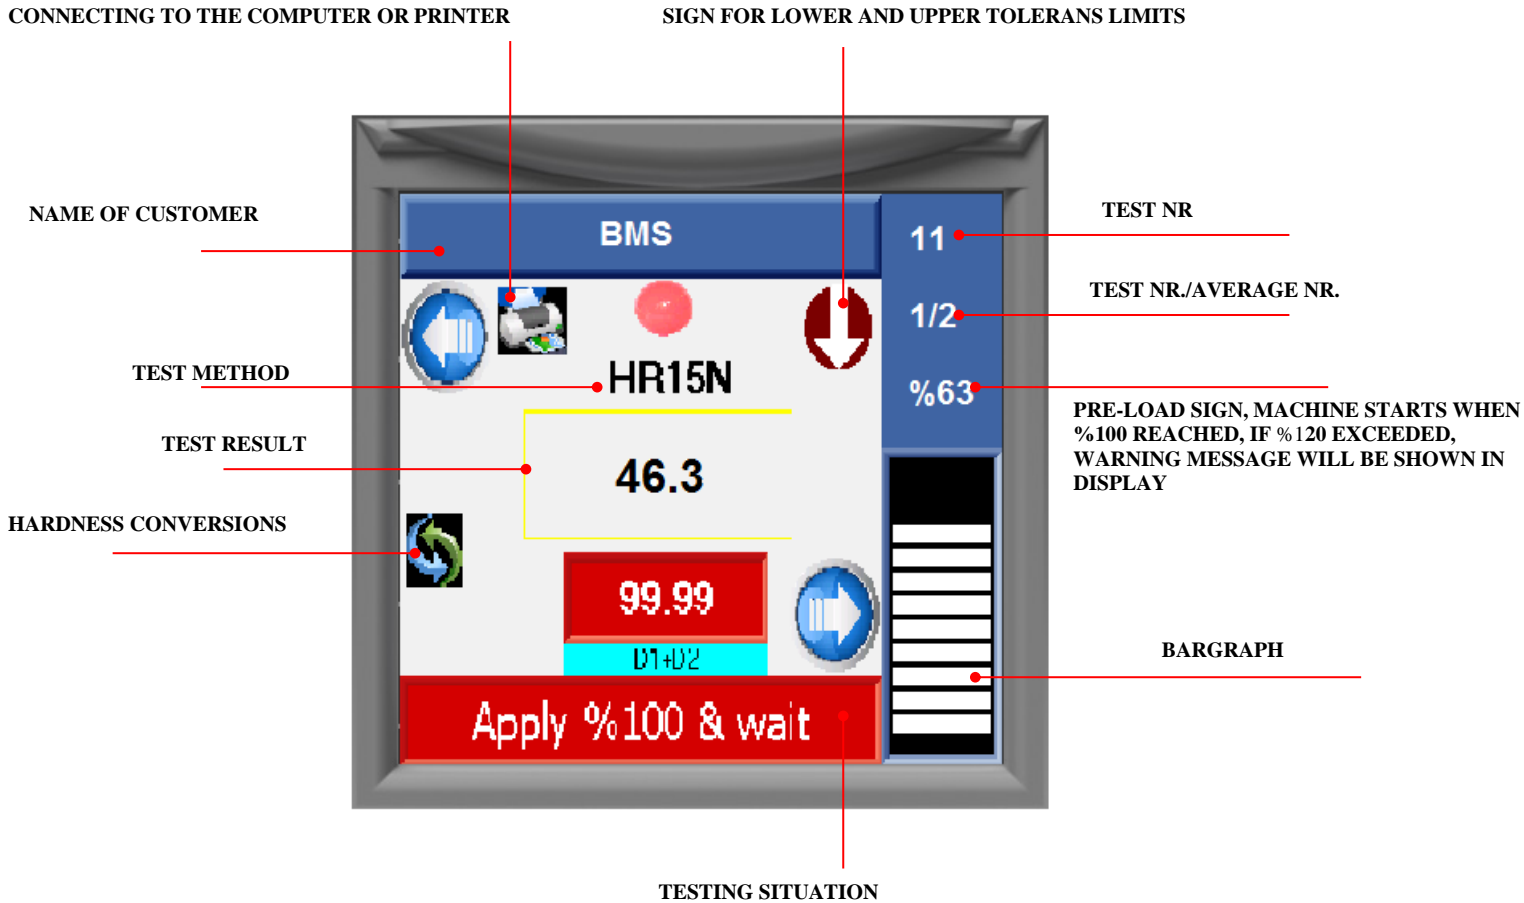 CONNECTING TO THE COMPUTER OR PRINTER
SIGN FOR LOWER AND UPPER TOLERANS LIMITS
NAME OF CUSTOMER
BMS
11
TEST NR
1/2
TEST NR./AVERAGE NR.
TEST METHOD
HR15N
%63
PRE-LOAD SIGN, MACHINE STARTS WHEN
%100 REACHED, IF %120 EXCEEDED,
WARNING MESSAGE WILL BE SHOWN IN
DISPLAY
TEST RESULT
46.3
HARDNESS CONVERSIONS
99.99
D1+D2
BARGRAPH
Apply %100 & wait
TESTING SITUATION